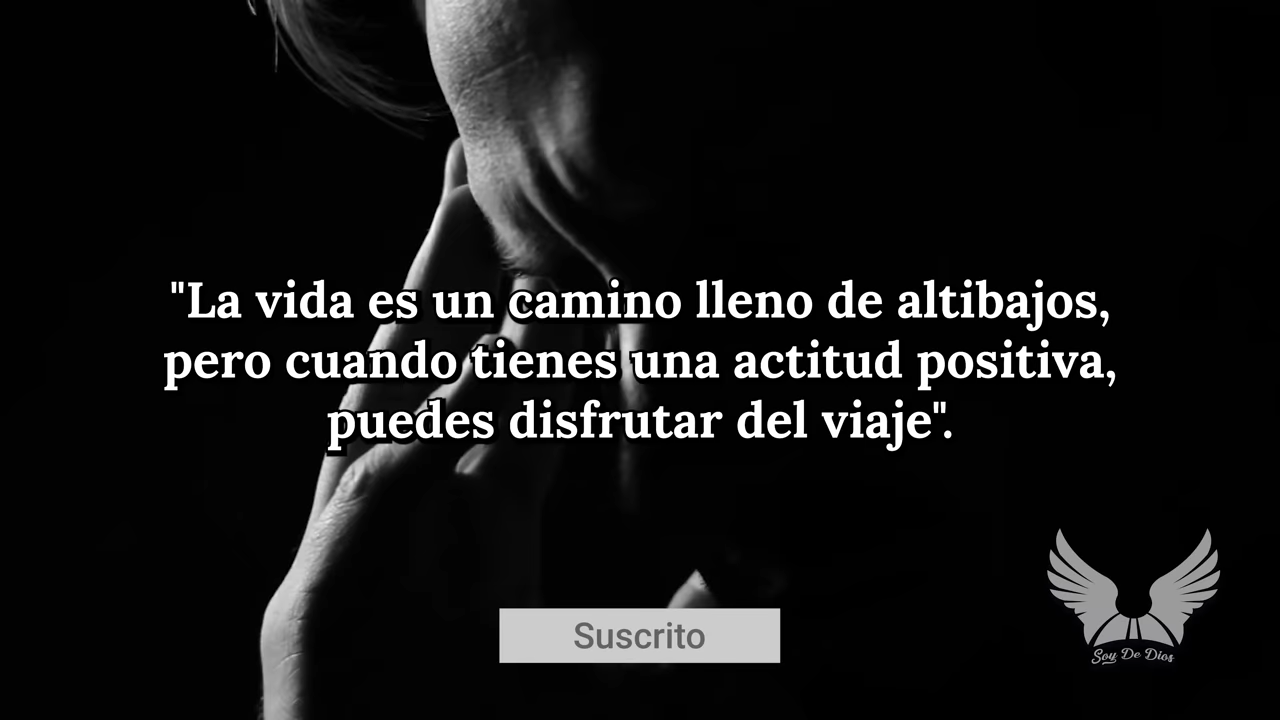 "La vida es un camino lleno de altibajos,
pero cuando tienes una actitud positiva,
puedes disfrutar del viaje".
Suscrito
Soy De Dios